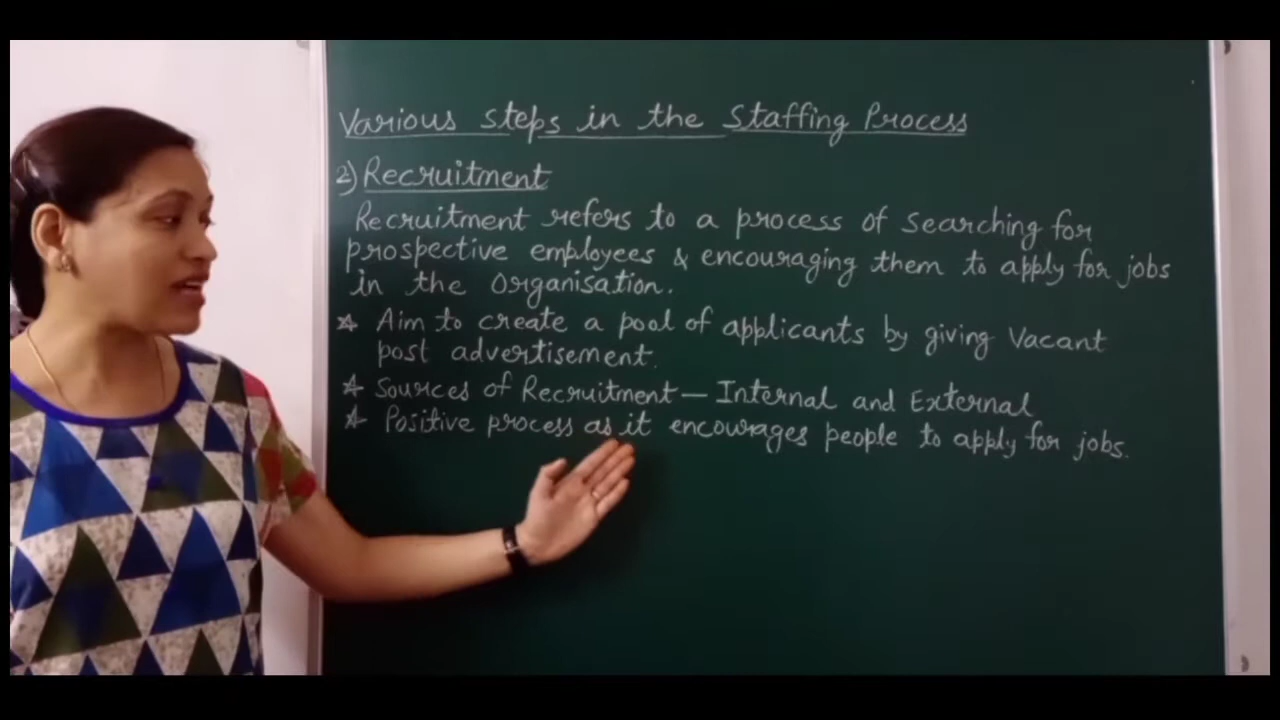 Various steps in the Staffing Process
2) Recruitment
Recruitment refers to a process of searching for
prospective employees & encouraging them to apply for jobs
in the organisation.
☆ Aim to create a pool of applicants by giving Vacant
post advertisement.
☆ Sources of Recruitment — Internal and External
☆ Positive process as it encourages people to apply for jobs.